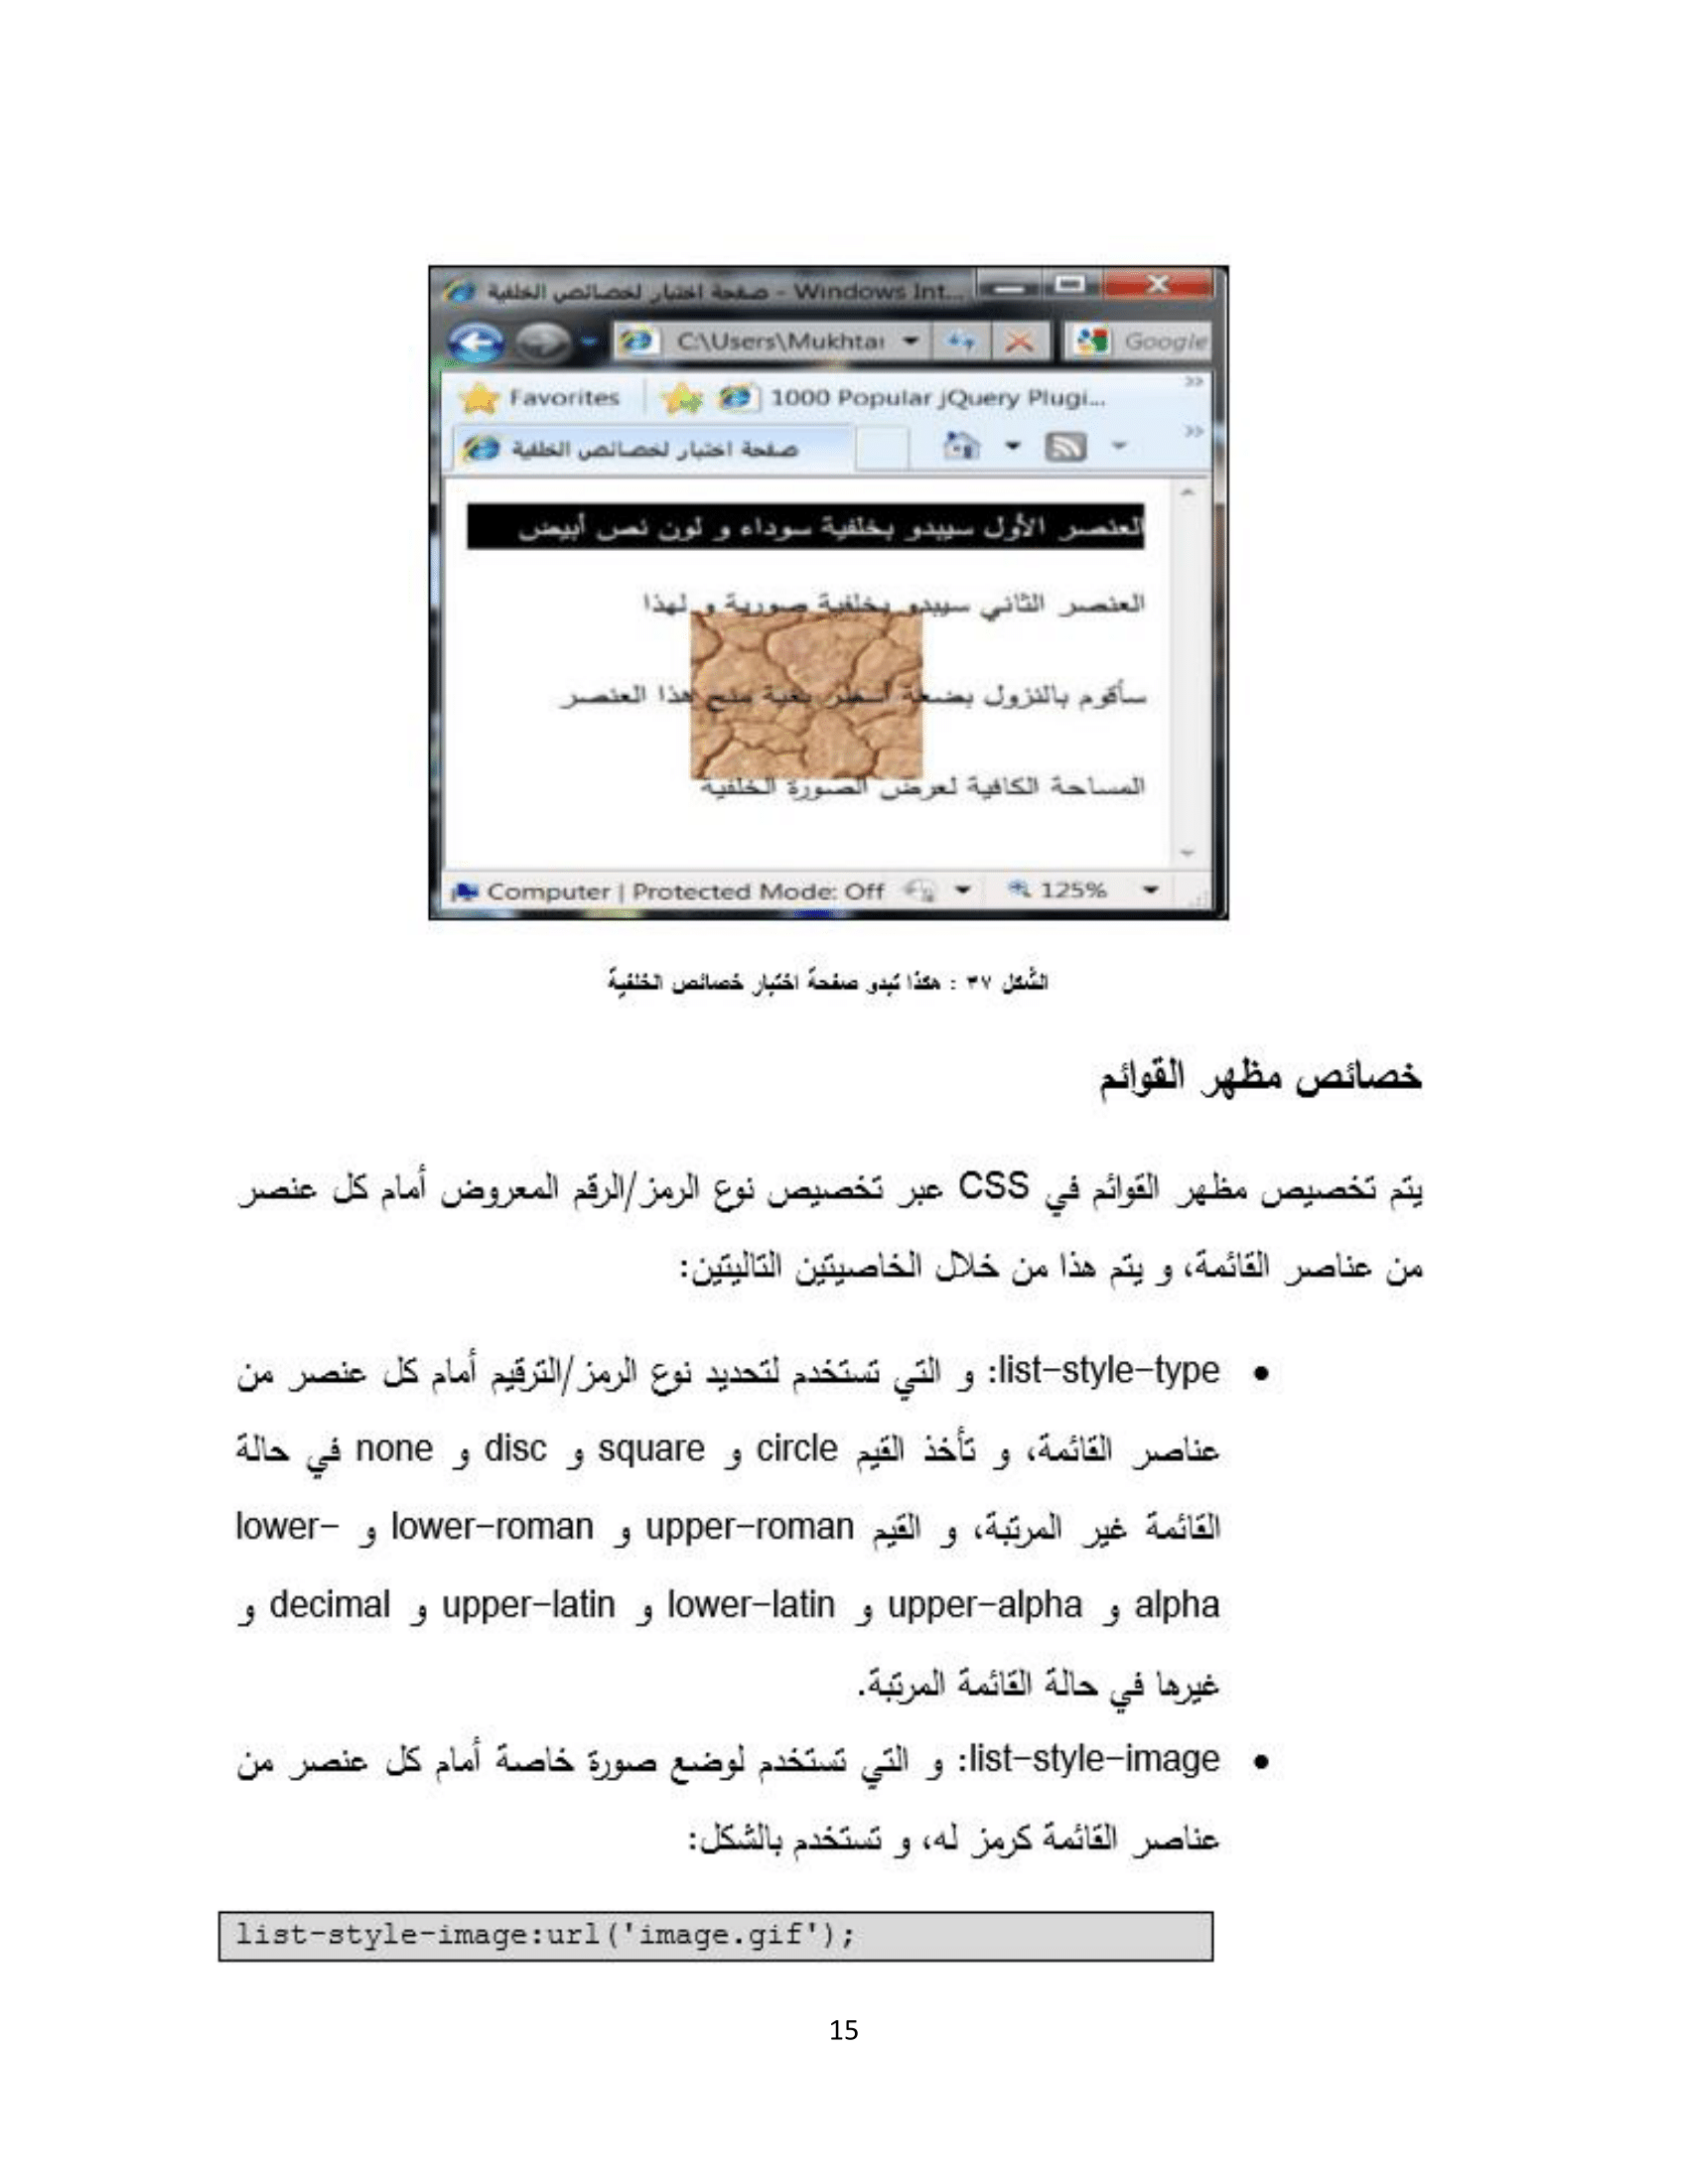 صفحة اختبار لخصائص الخلفية - Windows Int...
C:\Users\Mukhtar
Google
Favorites
1000 Popular jQuery Plugi...
صفحة اختبار لخصائص الخلفية
العنصر الأول سيبدو بخلفية سوداء و لون نص أبيض
العنصر الثاني سيبدو بخلفية صورية و لهذا
سأقوم بالنزول بضعة أسطر بغية منح هذا العنصر
المساحة الكافية لعرض الصورة الخلفية
Computer | Protected Mode: Off
125%
الشكل ٣٧ : هكذا تبدو صفحة اختبار خصائص الخلفية
خصائص مظهر القوائم
يتم تخصيص مظهر القوائم في CSS عبر تخصيص نوع الرمز/الرقم المعروض أمام كل عنصر
من عناصر القائمة، و يتم هذا من خلال الخاصيتين التاليتين:
• list-style-type: و التي تستخدم لتحديد نوع الرمز/الترقيم أمام كل عنصر من
عناصر القائمة، و تأخذ القيم circle و square و disc و none في حالة
القائمة غير المرتبة، و القيم upper-roman و lower-roman و lower-
alpha و upper-alpha و lower-latin و upper-latin و decimal و
غيرها في حالة القائمة المرتبة.
• list-style-image: و التي تستخدم لوضع صورة خاصة أمام كل عنصر من
عناصر القائمة كرمز له، و تستخدم بالشكل:
list-style-image:url('image.gif');
15